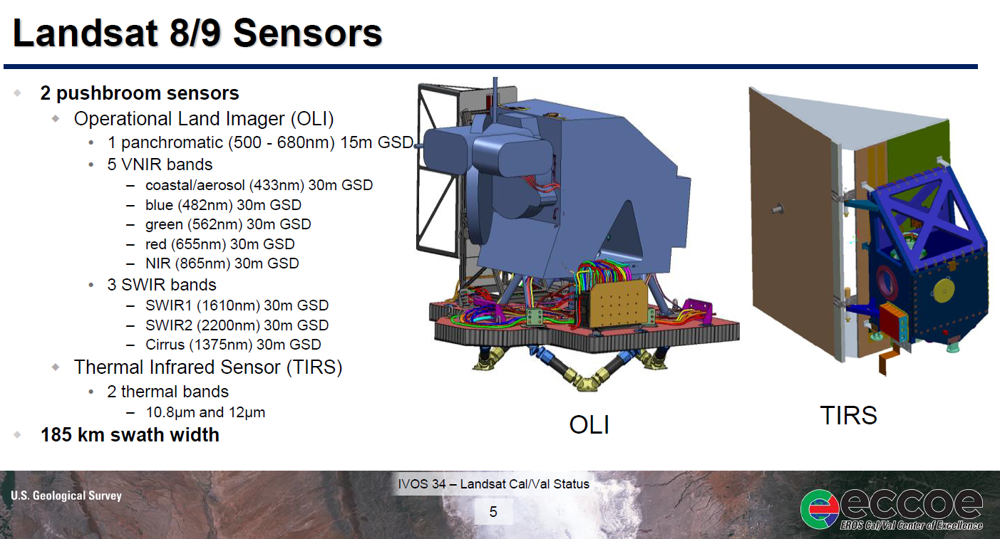 Landsat 8/9 Sensors
2 pushbroom sensors
Operational Land Imager (OLI)
1 panchromatic (500 - 680nm) 15m GSD
5 VNIR bands
– coastal/aerosol (433nm) 30m GSD
– blue (482nm) 30m GSD
– green (562nm) 30m GSD
– red (655nm) 30m GSD
– NIR (865nm) 30m GSD
3 SWIR bands
– SWIR1 (1610nm) 30m GSD
– SWIR2 (2200nm) 30m GSD
– Cirrus (1375nm) 30m GSD
Thermal Infrared Sensor (TIRS)
2 thermal bands
– 10.8µm and 12µm
185 km swath width
OLI
TIRS
U.S. Geological Survey
IVOS 34 – Landsat Cal/Val Status
5
eccoe
EROS Cal/Val Center of Excellence